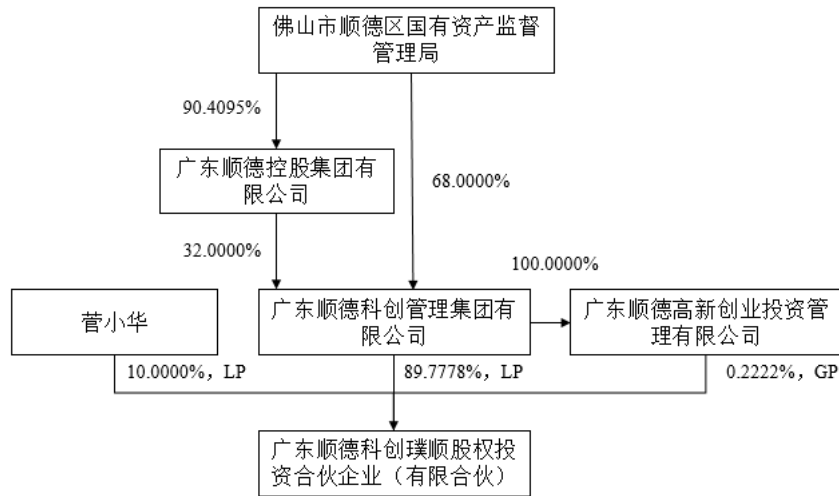 佛山市顺德区国有资产监督
管理局
90.4095%
广东顺德控股集团有
限公司
68.0000%
32.0000%
100.0000%
菅小华
广东顺德科创管理集团有
限公司
广东顺德高新创业投资管
理有限公司
10.0000%，LP
89.7778%，LP
0.2222%，GP
广东顺德科创璞顺股权投
资合伙企业（有限合伙）